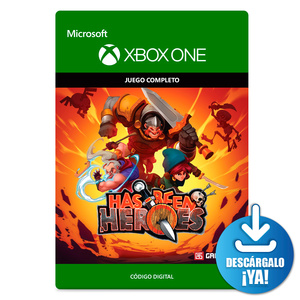 Microsoft
XBOX ONE
JUEGO COMPLETO
HAS-BEEN
HEROES
CÓDIGO DIGITAL
DESCÁRGALO
¡YA!